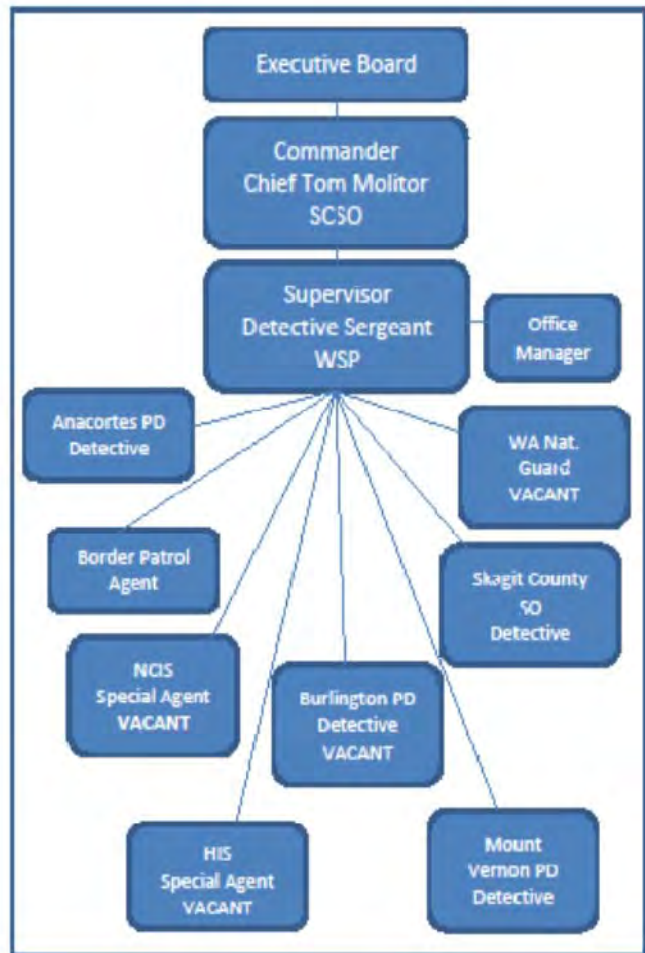 Executive Board
Commander
Chief Tom Molitor
SCSO
Supervisor
Detective Sergeant
WSP
Office
Manager
Anacortes PD
Detective
WA Nat.
Guard
VACANT
Border Patrol
Agent
Skagit County
SO
Detective
NCIS
Special Agent
VACANT
Burlington PD
Detective
VACANT
HIS
Special Agent
VACANT
Mount
Vernon PD
Detective